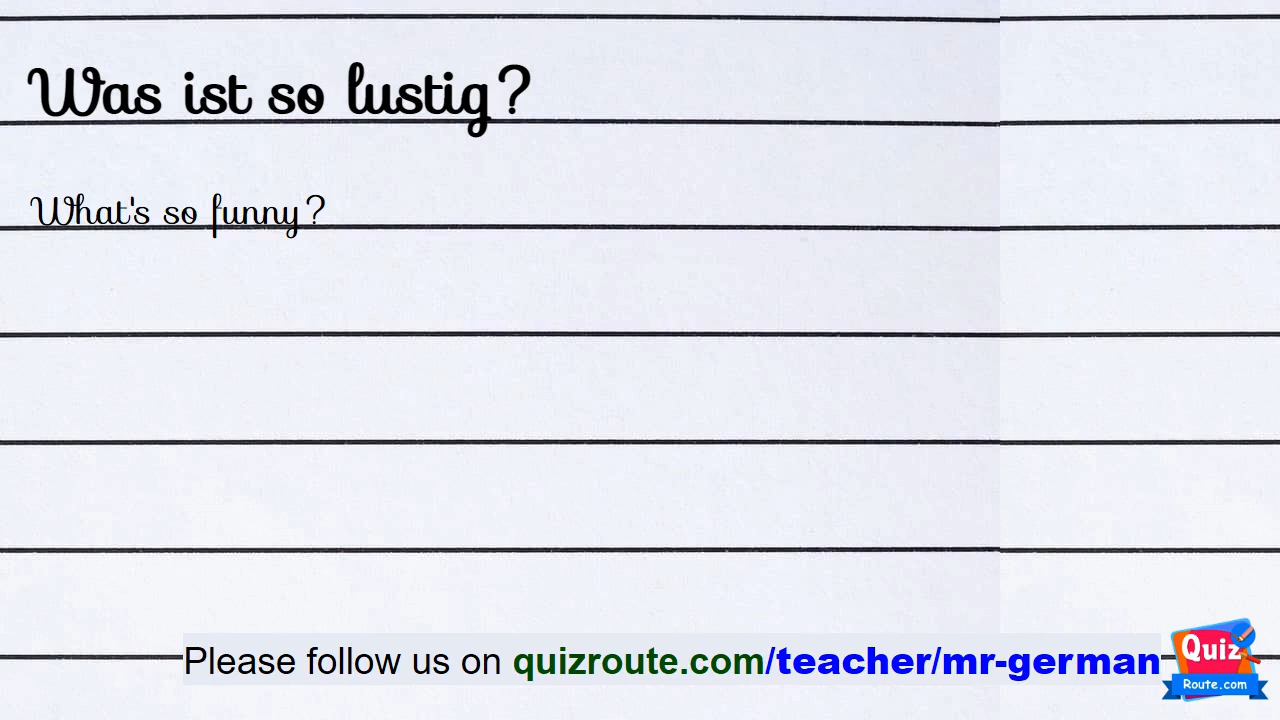 Was ist so lustig?
What's so funny?
Please follow us on quizroute.com/teacher/mr-german
Quiz
Route.com